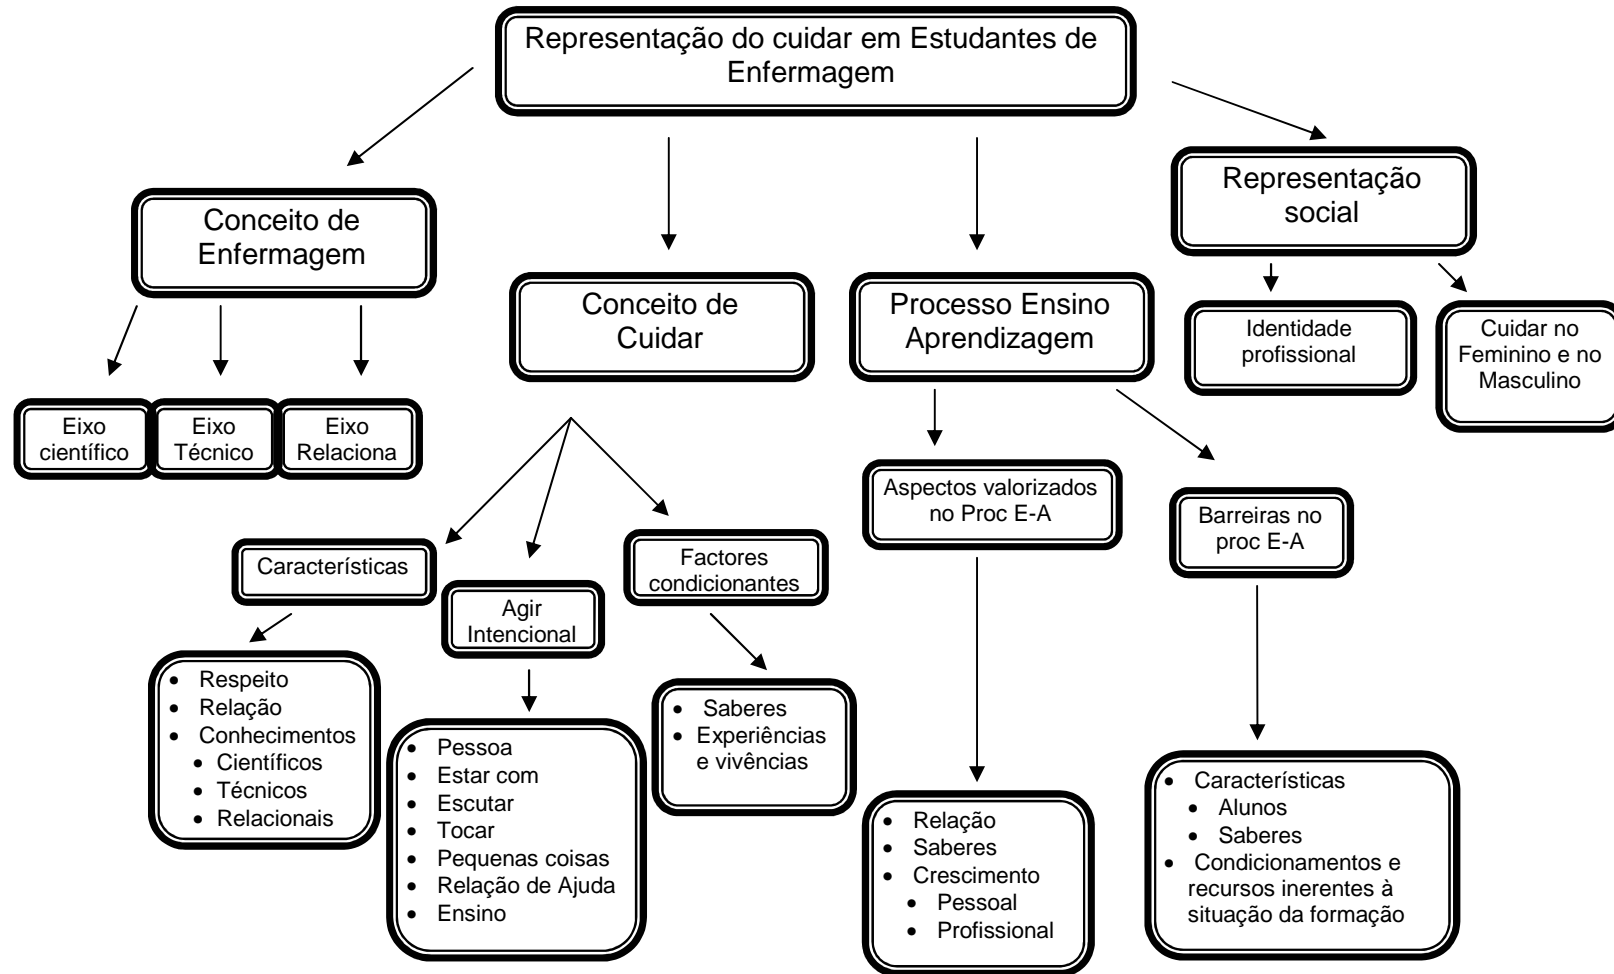 Representação do cuidar em Estudantes de
Enfermagem
Conceito de
Enfermagem
Conceito de
Cuidar
Processo Ensino
Aprendizagem
Representação
social
Eixo
científico
Eixo
Técnico
Eixo
Relaciona
Identidade
profissional
Cuidar no
Feminino e no
Masculino
Características
Agir
Intencional
Factores
condicionantes
Aspectos valorizados
no Proc E-A
Barreiras no
proc E-A
• Respeito
• Relação
• Conhecimentos
• Científicos
• Técnicos
• Relacionais
• Pessoa
• Estar com
• Escutar
• Tocar
• Pequenas coisas
• Relação de Ajuda
• Ensino
• Saberes
• Experiências
e vivências
• Relação
• Saberes
• Crescimento
• Pessoal
• Profissional
• Características
• Alunos
• Saberes
• Condicionamentos e
recursos inerentes à
situação da formação